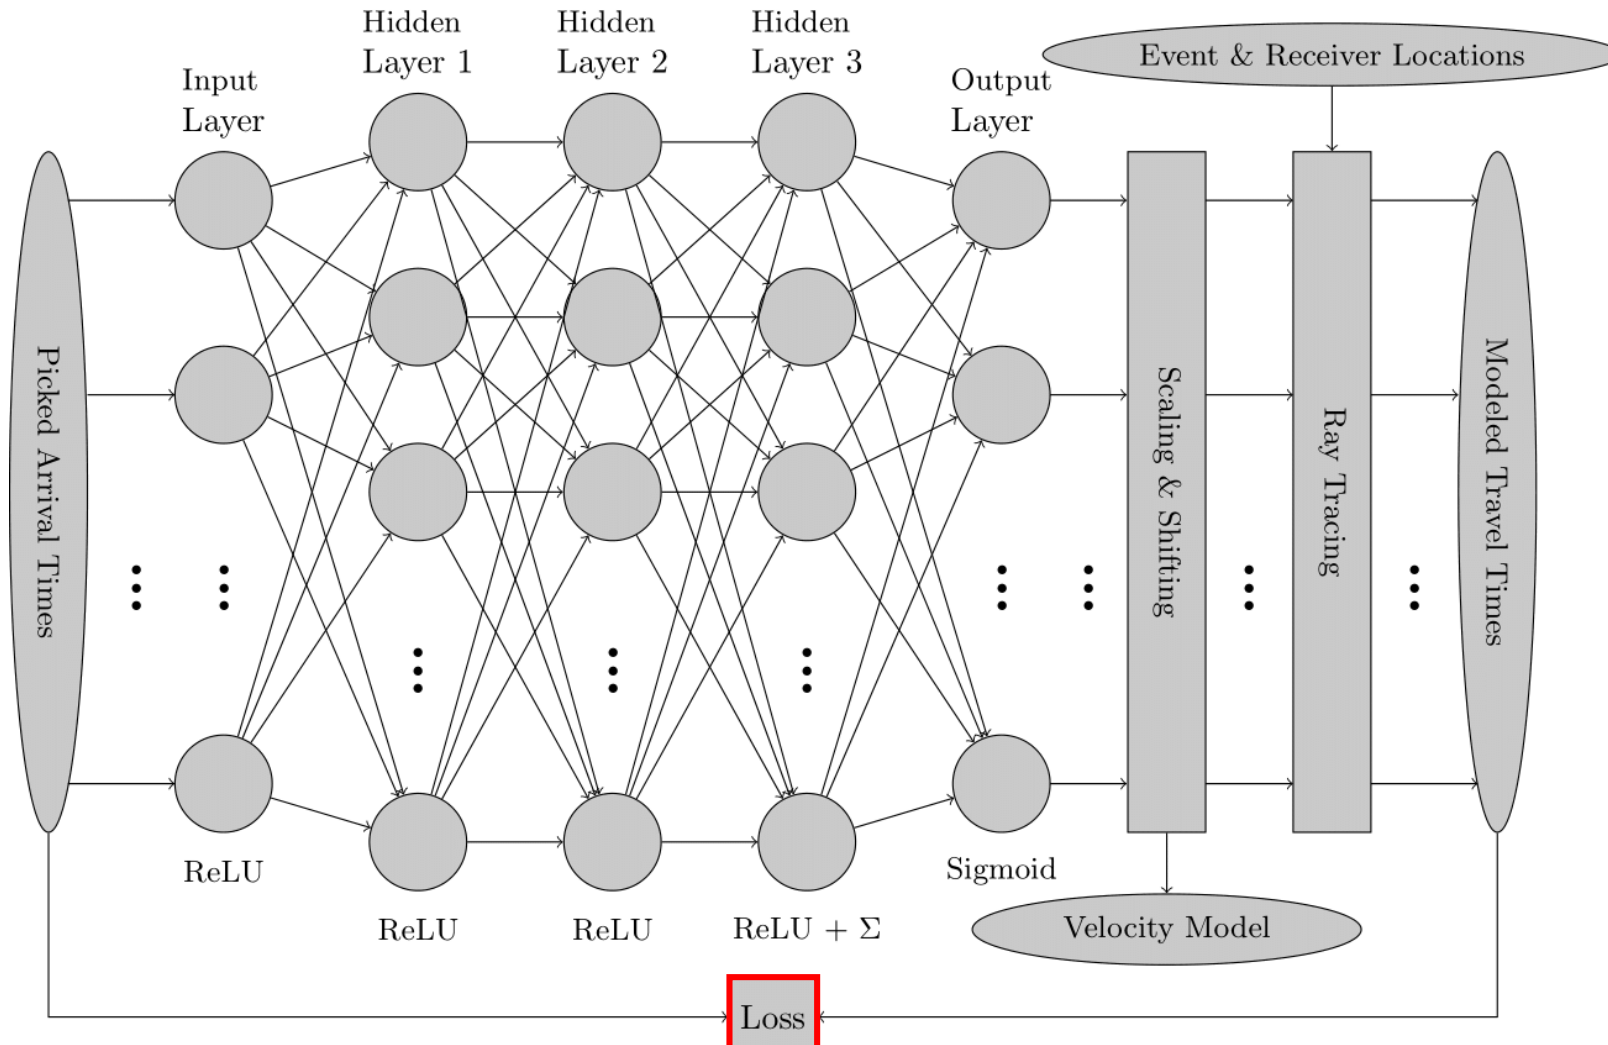 Hidden
Layer 1
Hidden
Layer 2
Hidden
Layer 3
Input
Layer
Output
Layer
Event & Receiver Locations
Picked Arrival Times
Scaling & Shifting
Ray Tracing
Modeled Travel Times
ReLU
ReLU
ReLU
ReLU + Σ
Sigmoid
Velocity Model
Loss